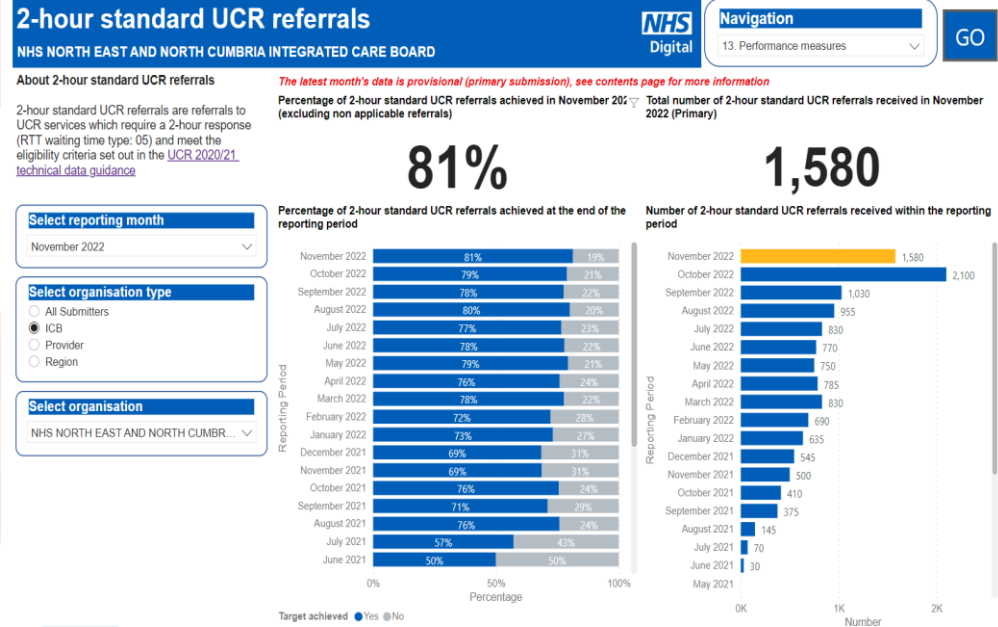 2-hour standard UCR referrals
NHS NORTH EAST AND NORTH CUMBRIA INTEGRATED CARE BOARD
NHS
Digital
Navigation
13. Performance measures
GO
About 2-hour standard UCR referrals
2-hour standard UCR referrals are referrals to
UCR services which require a 2-hour response
(RTT waiting time type: 05) and meet the
eligibility criteria set out in the UCR 2020/21
technical data guidance
Select reporting month
November 2022
Select organisation type
All Submitters
ICB
Provider
Region
Select organisation
NHS NORTH EAST AND NORTH CUMBR...
The latest month's data is provisional (primary submission), see contents page for more information
Percentage of 2-hour standard UCR referrals achieved in November 202
(excluding non applicable referrals)
81%
Total number of 2-hour standard UCR referrals received in November
2022 (Primary)
1,580
Percentage of 2-hour standard UCR referrals achieved at the end of the
reporting period
Reporting Period
November 2022 81% 19%
October 2022 79% 21%
September 2022 78% 22%
August 2022 80% 20%
July 2022 77% 23%
June 2022 78% 22%
May 2022 79% 21%
April 2022 76% 24%
March 2022 78% 22%
February 2022 72% 28%
January 2022 73% 27%
December 2021 69% 31%
November 2021 69% 31%
October 2021 76% 24%
September 2021 71% 29%
August 2021 76% 24%
July 2021 57% 43%
June 2021 50% 50%
0% 50% 100%
Percentage
Target achieved Yes No
Number of 2-hour standard UCR referrals received within the reporting
period
Reporting Period
November 2022 1,580
October 2022 2,100
September 2022 1,030
August 2022 955
July 2022 830
June 2022 770
May 2022 750
April 2022 785
March 2022 830
February 2022 690
January 2022 635
December 2021 545
November 2021 500
October 2021 410
September 2021 375
August 2021 145
July 2021 70
June 2021 30
May 2021
0K 1K 2K
Number